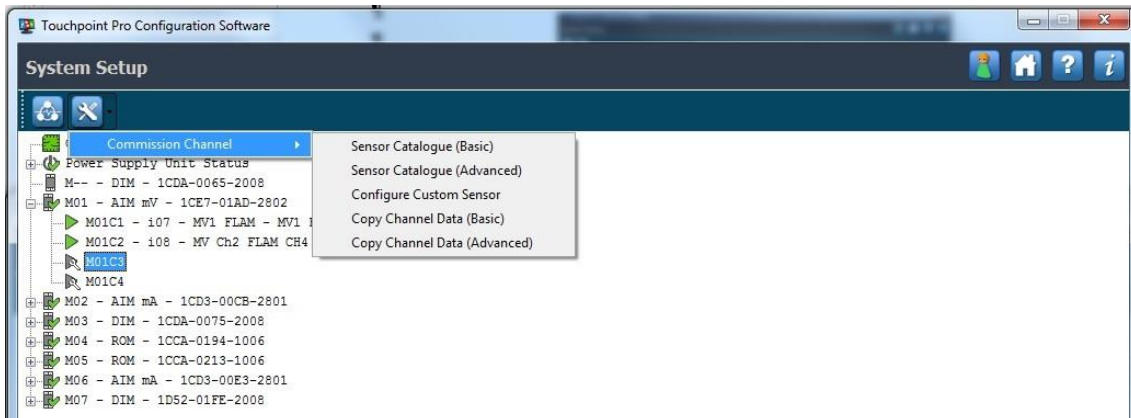 Touchpoint Pro Configuration Software
System Setup
Commission Channel
Sensor Catalogue (Basic)
Sensor Catalogue (Advanced)
Configure Custom Sensor
Copy Channel Data (Basic)
Copy Channel Data (Advanced)
Power Supply Unit Status
M-- - DIM - 1CDA-0065-2008
M01 - AIM mV - 1CE7-01AD-2802
M01C1 - i07 - MV1 FLAM - MV1
M01C2 - i08 - MV Ch2 FLAM CH4
M01C3
M01C4
M02 - AIM mA - 1CD3-00CB-2801
M03 - DIM - 1CDA-0075-2008
M04 - ROM - 1CCA-0194-1006
M05 - ROM - 1CCA-0213-1006
M06 - AIM mA - 1CD3-00E3-2801
M07 - DIM - 1D52-01FE-2008